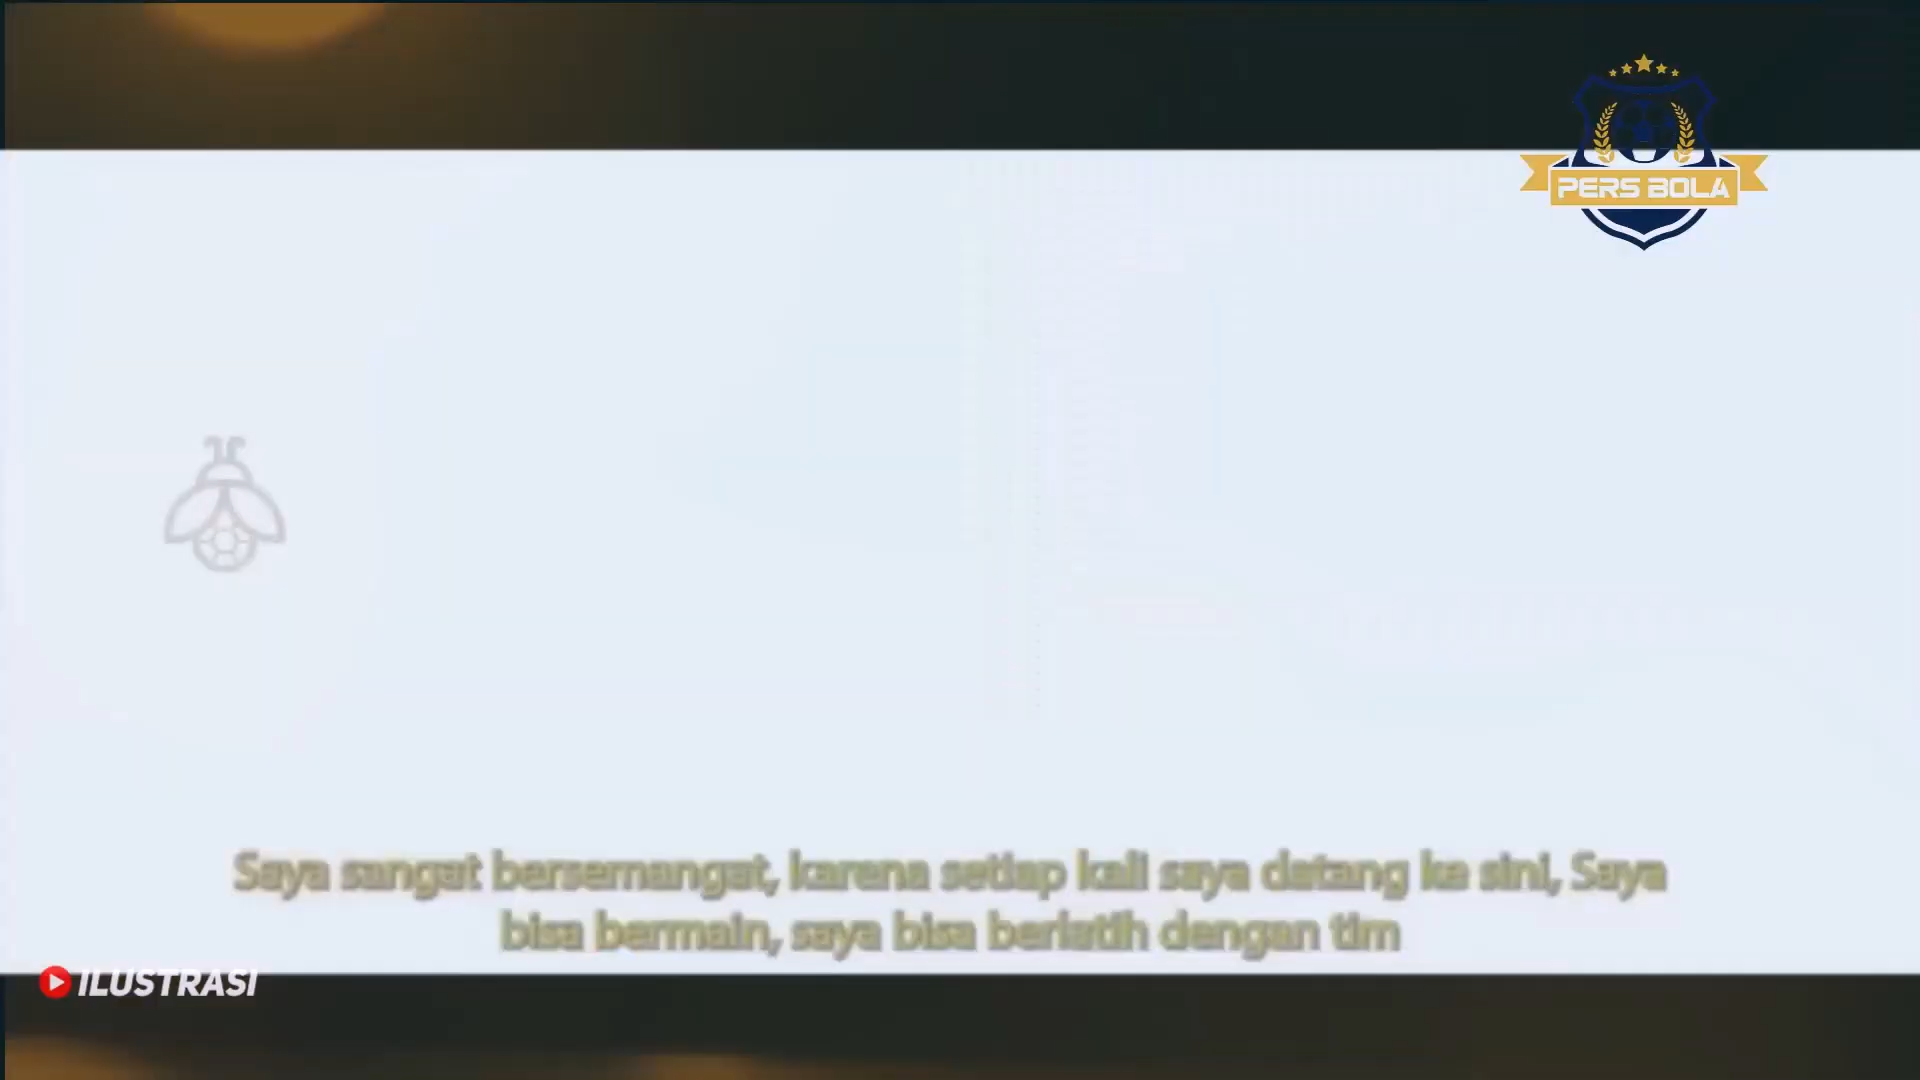 PERS BOLA
Saya sangat bersemangat, karena setiap kali saya datang ke sini, Saya
bisa bermain, saya bisa berlatih dengan tim
ILUSTRASI